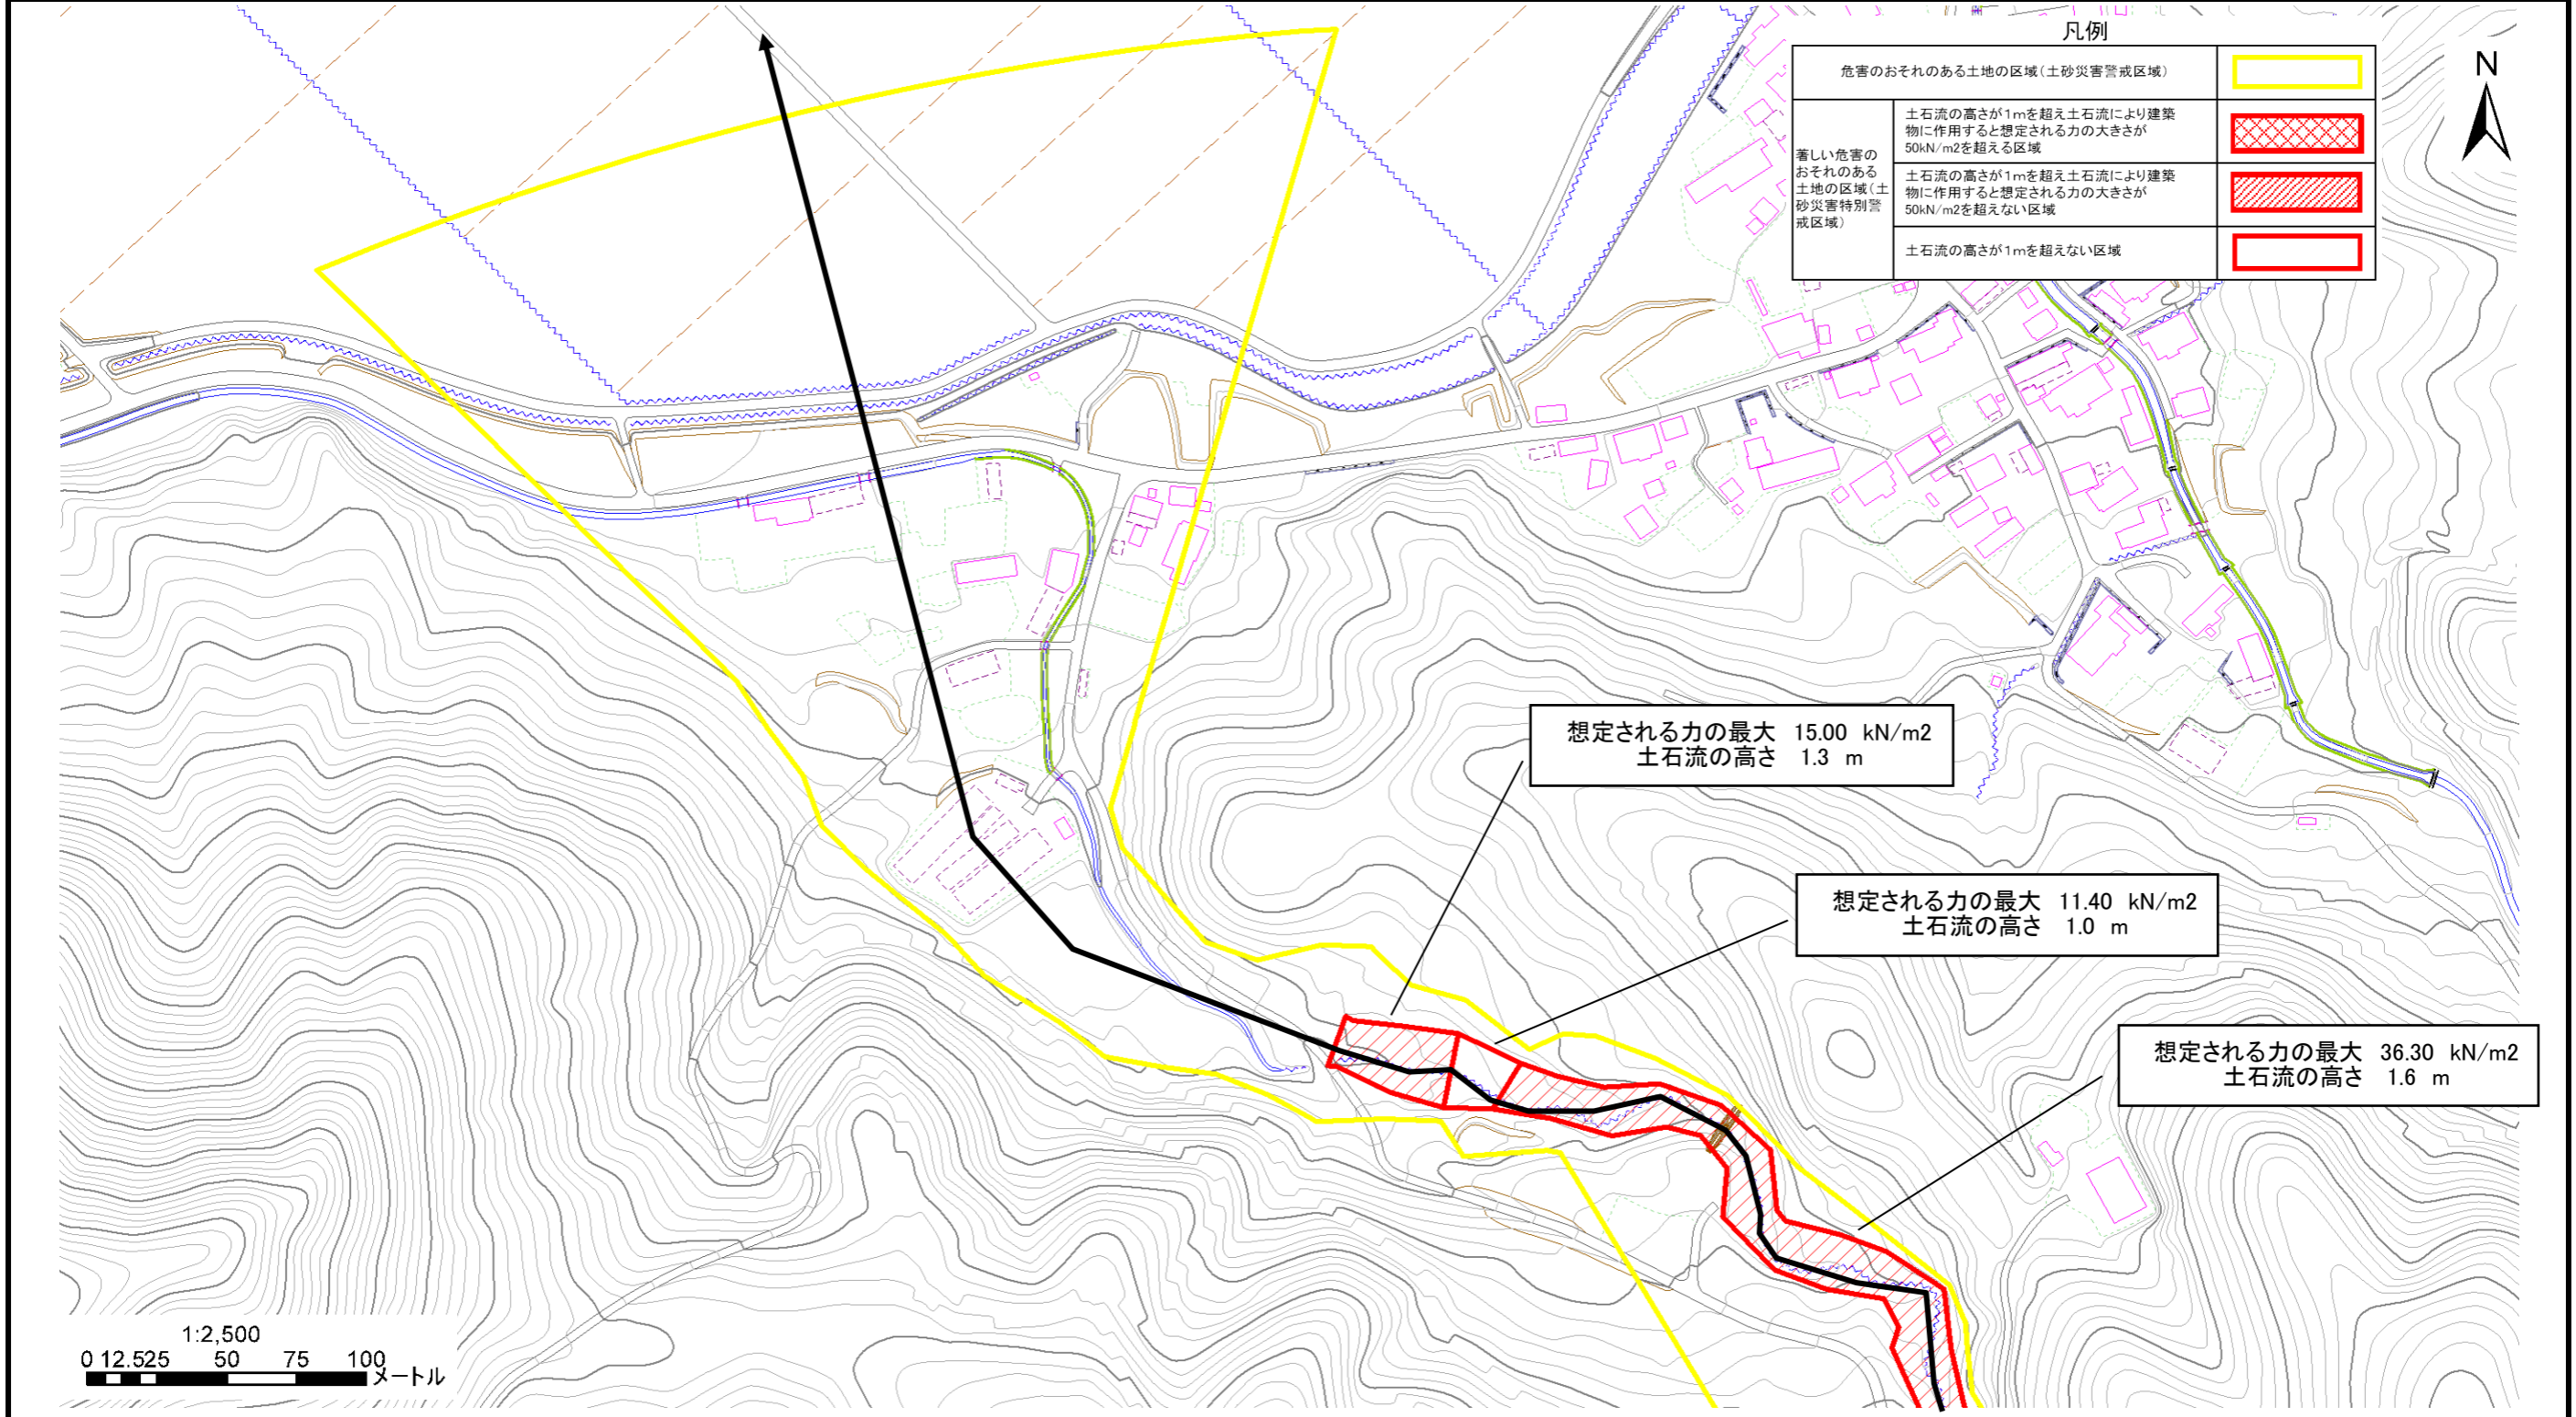 凡例
危害のおそれのある土地の区域(土砂災害警戒区域)
著しい危害の
おそれのある
土地の区域(土
砂災害特別警
戒区域)
土石流の高さが1mを超え土石流により建築
物に作用すると想定される力の大きさが
50kN/m2を超える区域
土石流の高さが1mを超え土石流により建築
物に作用すると想定される力の大きさが
50kN/m2を超えない区域
土石流の高さが1mを超えない区域
N
想定される力の最大 15.00 kN/m2
土石流の高さ 1.3 m
想定される力の最大 11.40 kN/m2
土石流の高さ 1.0 m
想定される力の最大 36.30 kN/m2
土石流の高さ 1.6 m
1:2,500
0 12.525 50 75 100
メートル